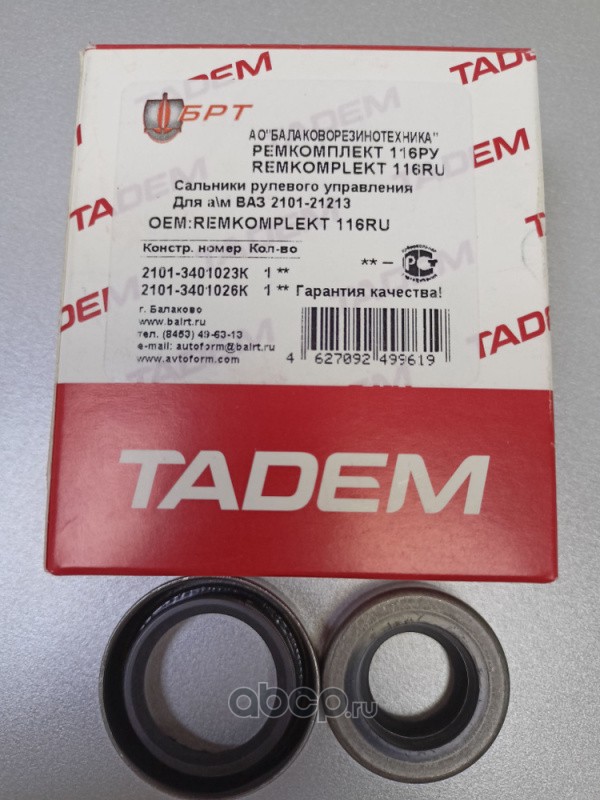 TADEM
TADEM
БРТ
АО"БАЛАКОВОРЕЗИНОТЕХНИКА"
РЕМКОМПЛЕКТ 116РУ
REMKOMPLEKT 116RU
Сальники рулевого управления
Для а\м ВАЗ 2101-21213
OEM:REMKOMPLEKT 116RU
Констр. номер Кол-во
** – РСТ
2101-3401023К 1 **
2101-3401026К 1 ** Гарантия качества!
г. Балаково
www.balrt.ru
тел. (8453) 49-63-13
e-mail: autoform@balrt.ru
www.avtoform.com
4 627092 499619
TADEM
abcp.ru